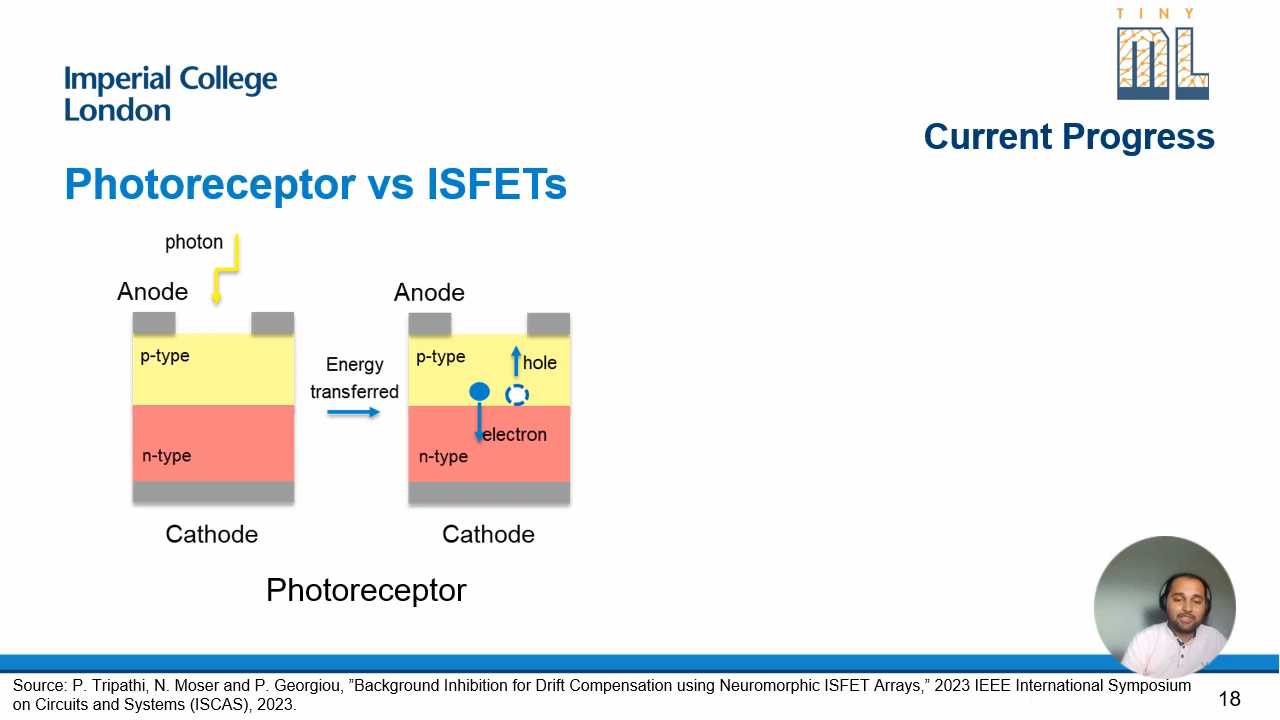 TINY
ML
Imperial College
London
Current Progress
Photoreceptor vs ISFETs
photon
Anode
Anode
p-type
p-type
hole
Energy
transferred
electron
n-type
n-type
Cathode
Cathode
Photoreceptor
Source: P. Tripathi, N. Moser and P. Georgiou, ”Background Inhibition for Drift Compensation using Neuromorphic ISFET Arrays,” 2023 IEEE International Symposium
on Circuits and Systems (ISCAS), 2023.
18